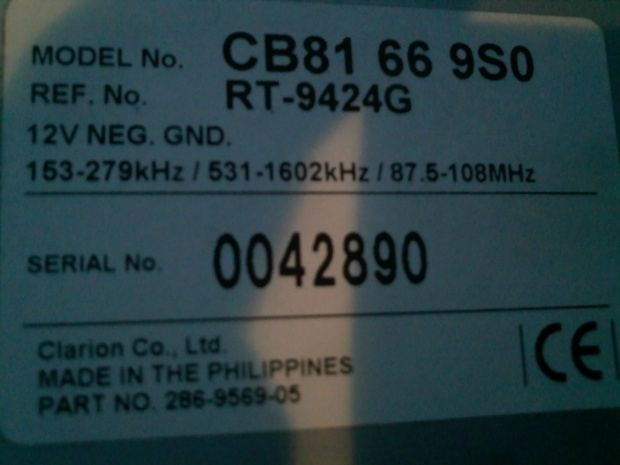 MODEL No. CB81 66 9S0
REF. No. RT-9424G
12V NEG. GND.
153-279kHz / 531-1602kHz / 87.5-108MHz
SERIAL No. 0042890
Clarion Co., Ltd.
MADE IN THE PHILIPPINES
PART NO. 286-9569-05
CE